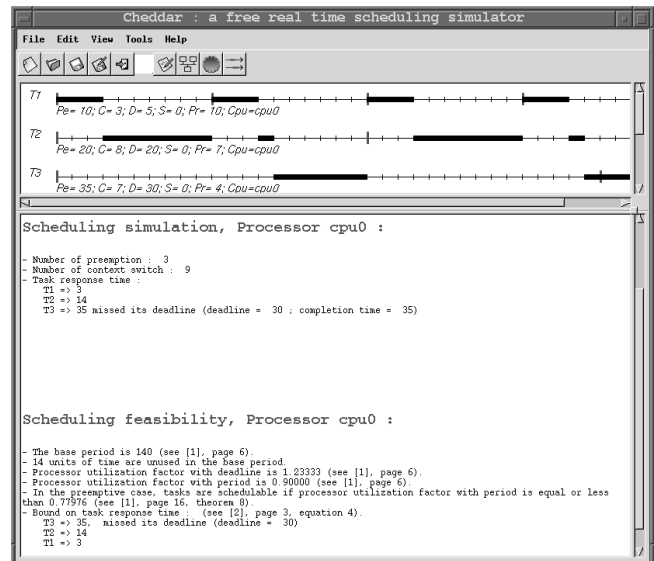 Cheddar : a free real time scheduling simulator
File Edit View Tools Help
T1
Pe= 10; C= 3; D= 5; S= 0; Pr= 10; Cpu=cpu0
T2
Pe= 20; C= 8; D= 20; S= 0; Pr= 7; Cpu=cpu0
T3
Pe= 35; C= 7; D= 30; S= 0; Pr= 4; Cpu=cpu0
Scheduling simulation, Processor cpu0 :
- Number of preemption : 3
- Number of context switch : 9
- Task response time :
T1 => 3
T2 => 14
T3 => 35 missed its deadline (deadline = 30 ; completion time = 35)
Scheduling feasibility, Processor cpu0 :
- The base period is 140 (see [1], page 6).
- 14 units of time are unused in the base period.
- Processor utilization factor with deadline is 1.23333 (see [1], page 6).
- Processor utilization factor with period is 0.90000 (see [1], page 6).
- In the preemptive case, tasks are schedulable if processor utilization factor with period is equal or less
than 0.77976 (see [1], page 16, theorem 8).
- Bound on task response time : (see [2], page 3, equation 4).
T3 => 35, missed its deadline (deadline = 30)
T2 => 14
T1 => 3